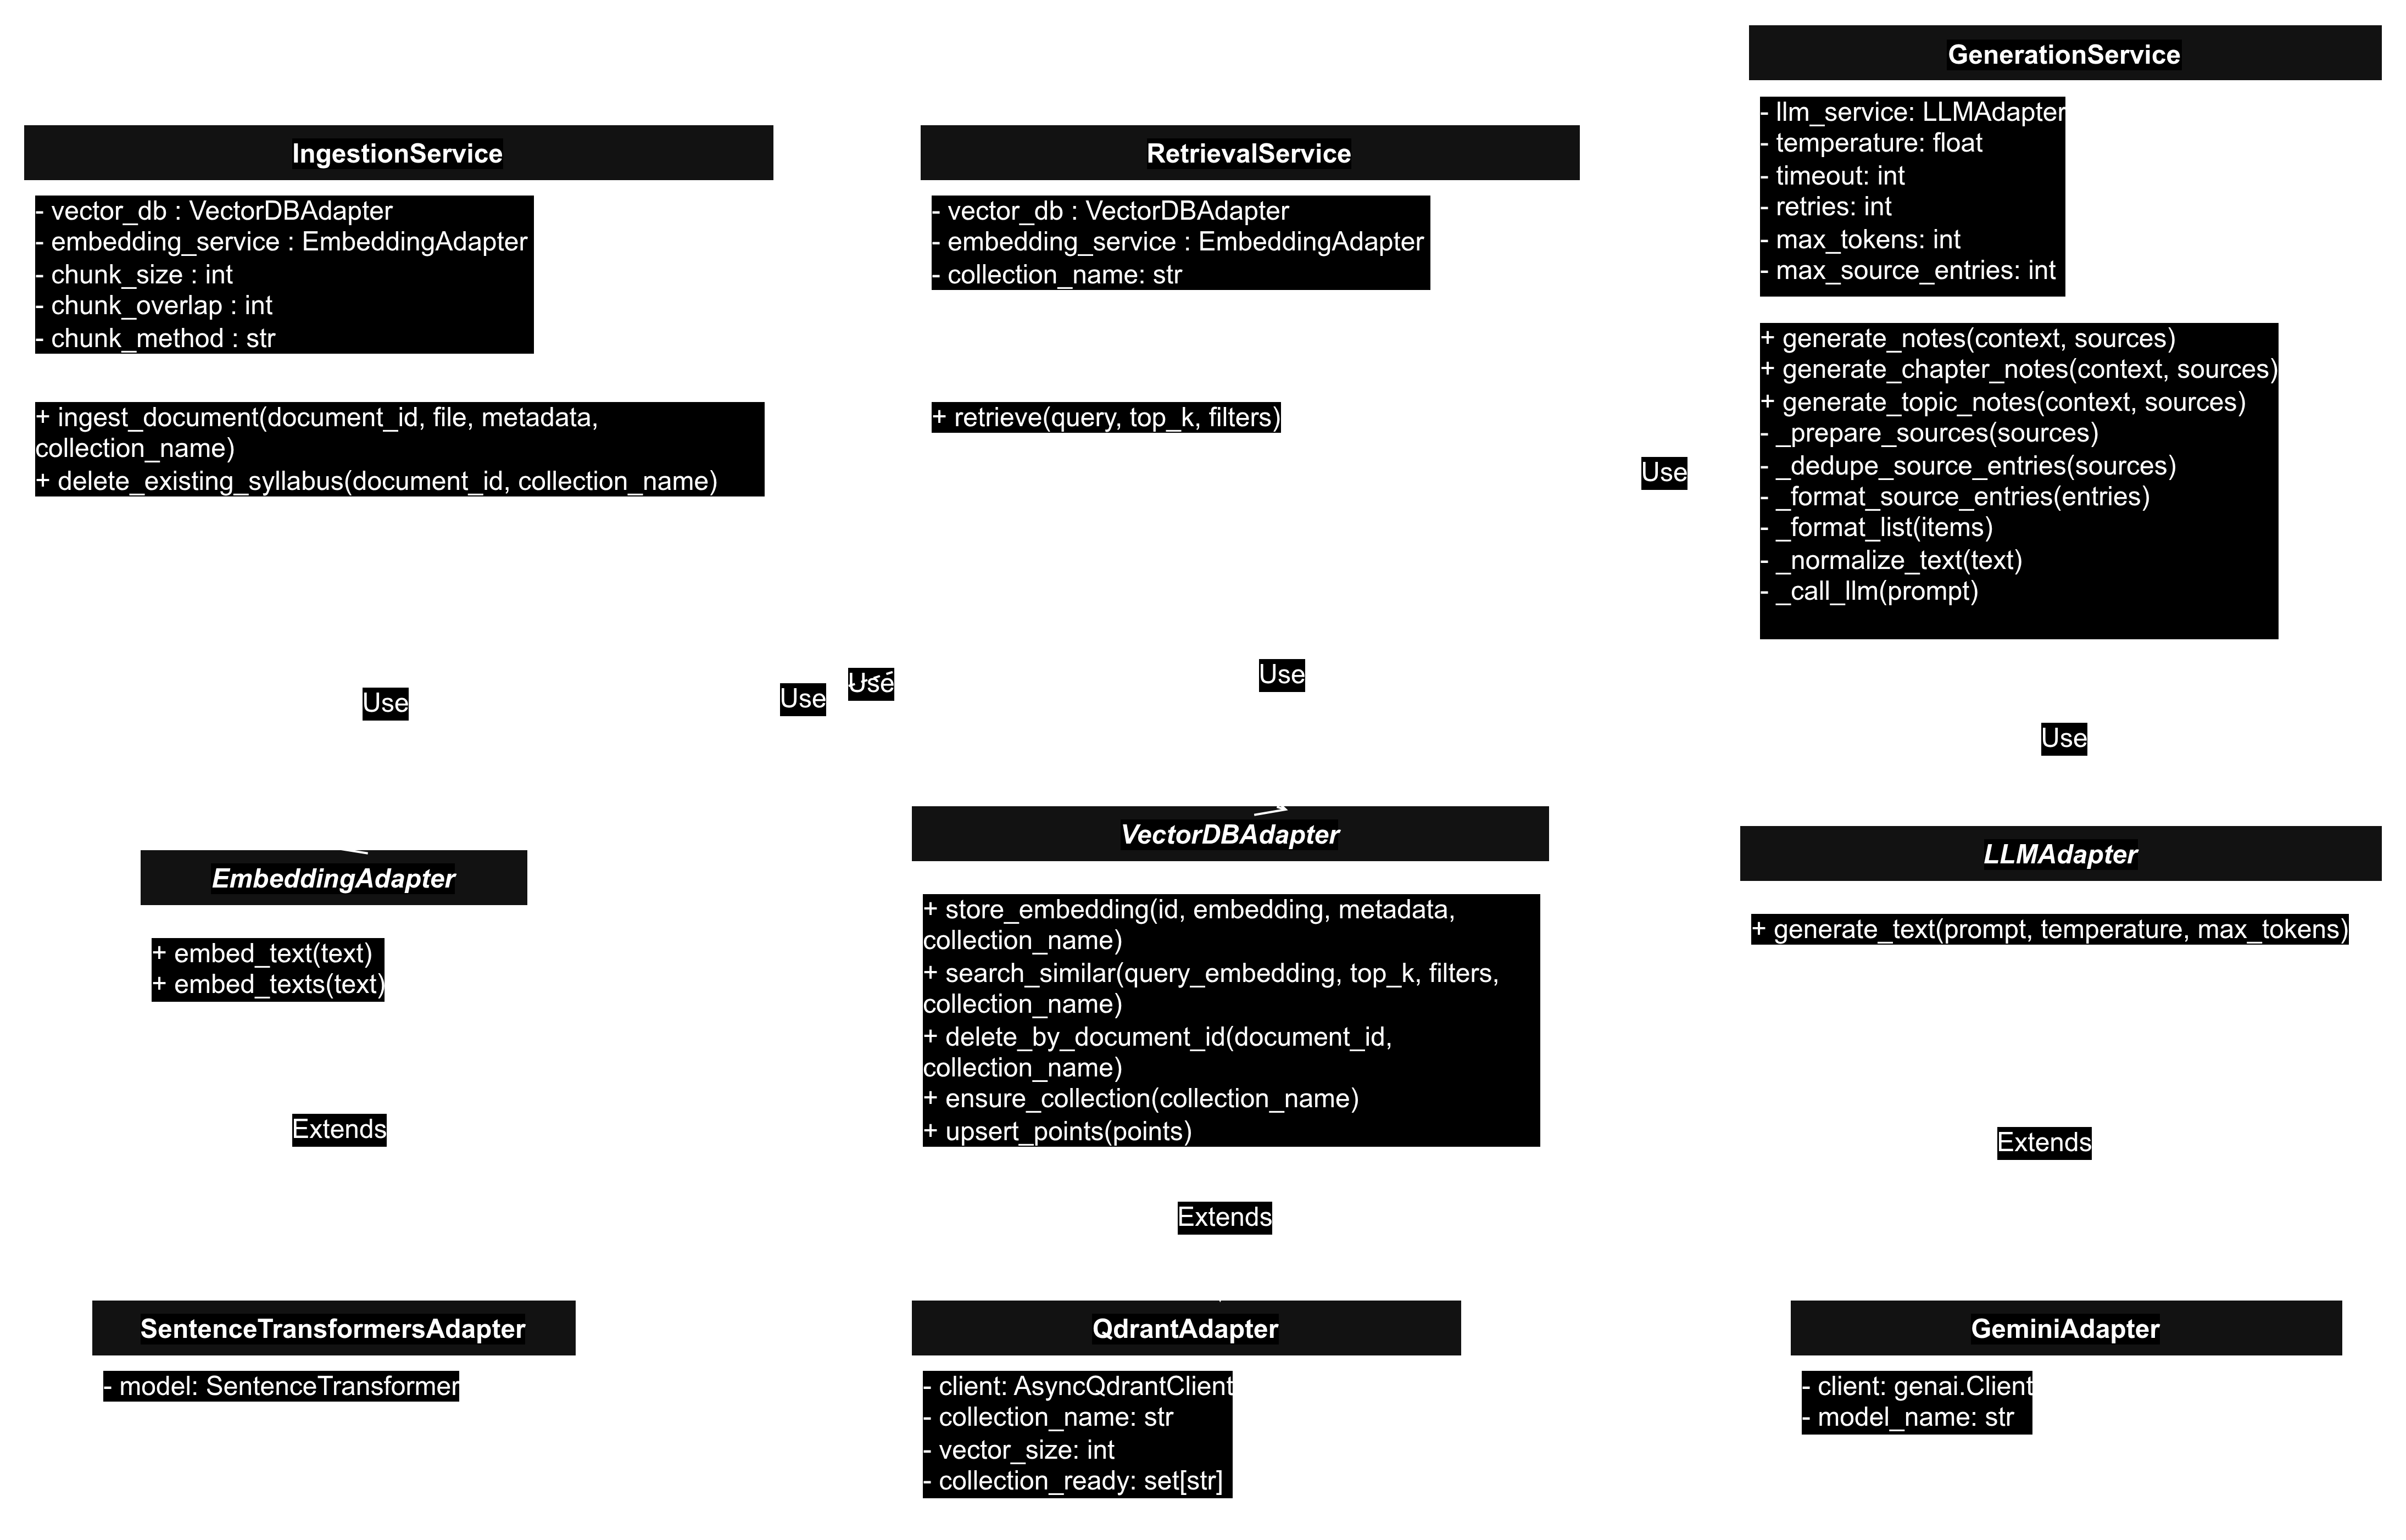 GenerationService
- llm_service: LLMAdapter
- temperature: float
- timeout: int
- retries: int
- max_tokens: int
- max_source_entries: int
+ generate_notes(context, sources)
+ generate_chapter_notes(context, sources)
+ generate_topic_notes(context, sources)
- _prepare_sources(sources)
- _dedupe_source_entries(sources)
- _format_source_entries(entries)
- _format_list(items)
- _normalize_text(text)
- _call_llm(prompt)
IngestionService
- vector_db : VectorDBAdapter
- embedding_service : EmbeddingAdapter
- chunk_size : int
- chunk_overlap : int
- chunk_method : str
+ ingest_document(document_id, file, metadata,
collection_name)
+ delete_existing_syllabus(document_id, collection_name)
RetrievalService
- vector_db : VectorDBAdapter
- embedding_service : EmbeddingAdapter
- collection_name: str
+ retrieve(query, top_k, filters)
Use
Use
Use
Use
Use
Use
EmbeddingAdapter
+ embed_text(text)
+ embed_texts(text)
VectorDBAdapter
+ store_embedding(id, embedding, metadata,
collection_name)
+ search_similar(query_embedding, top_k, filters,
collection_name)
+ delete_by_document_id(document_id,
collection_name)
+ ensure_collection(collection_name)
+ upsert_points(points)
LLMAdapter
+ generate_text(prompt, temperature, max_tokens)
Extends
Extends
Extends
SentenceTransformersAdapter
- model: SentenceTransformer
QdrantAdapter
- client: AsyncQdrantClient
- collection_name: str
- vector_size: int
- collection_ready: set[str]
GeminiAdapter
- client: genai.Client
- model_name: str